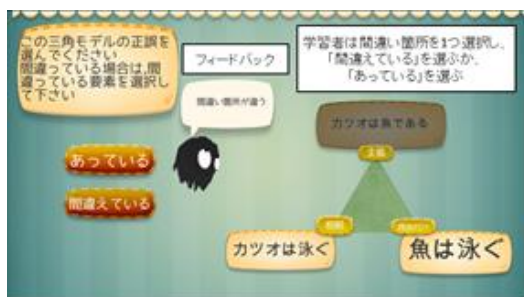 この三角モデルの正誤を
選んでください
間違っている場合は,間
違っている要素を選択し
て下さい
フィードバック
学習者は間違い箇所を1つ選択し、
「間違えている」を選ぶか、
「あっている」を選ぶ
間違い箇所が違う
カツオは魚である
主張
あっている
間違えている
カツオは泳ぐ
魚は泳ぐ